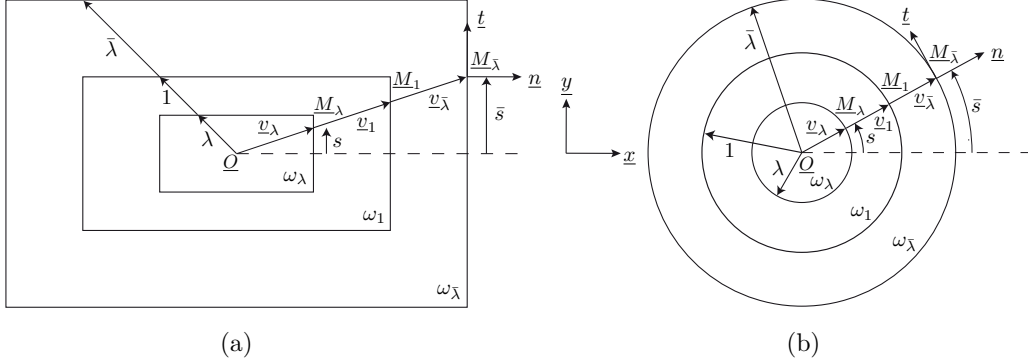 t
λ̄
M_λ̄
n
M_1
1
v_λ̄
s̄
M_λ
v_1
λ
v_λ
s
O
ω_λ
ω_1
ω_λ̄
(a)
y
x
t
λ̄
M_λ̄
n
M_1
v_λ̄
s̄
M_λ
v_1
v_λ
s
1
O
λ
ω_λ
ω_1
ω_λ̄
(b)